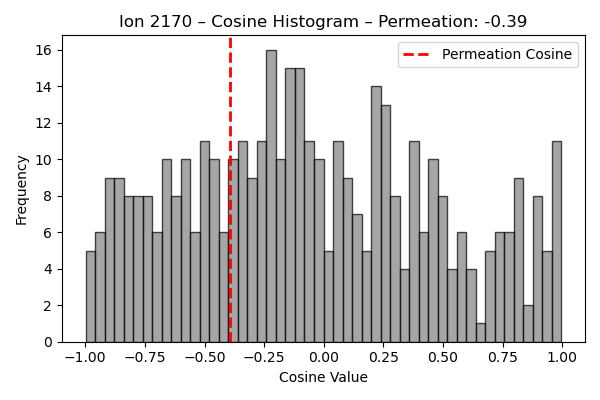 Ion 2170 – Cosine Histogram – Permeation: -0.39
Permeation Cosine
Frequency
16
14
12
10
8
6
4
2
0
−1.00 −0.75 −0.50 −0.25 0.00 0.25 0.50 0.75 1.00
Cosine Value